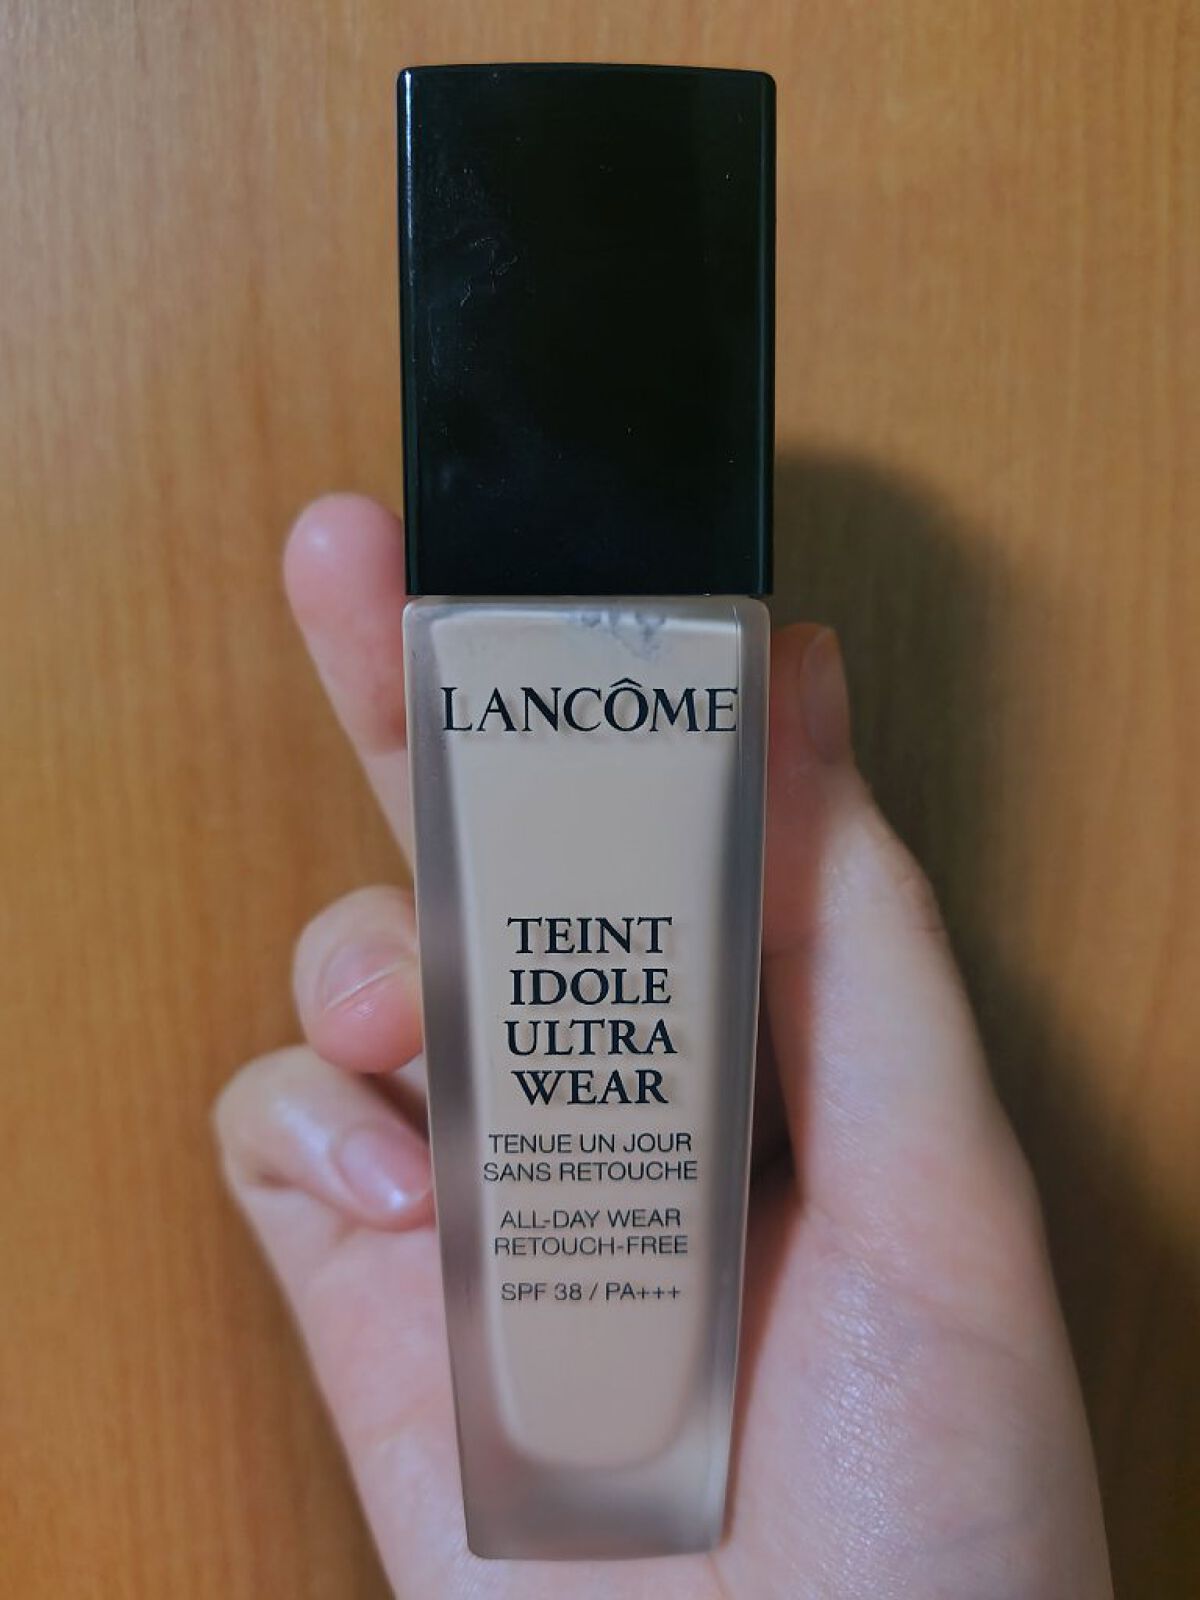 LANCÔME
TEINT
IDOLE
ULTRA
WEAR
TENUE UN JOUR
SANS RETOUCHE
ALL-DAY WEAR
RETOUCH-FREE
SPF 38 / PA+++